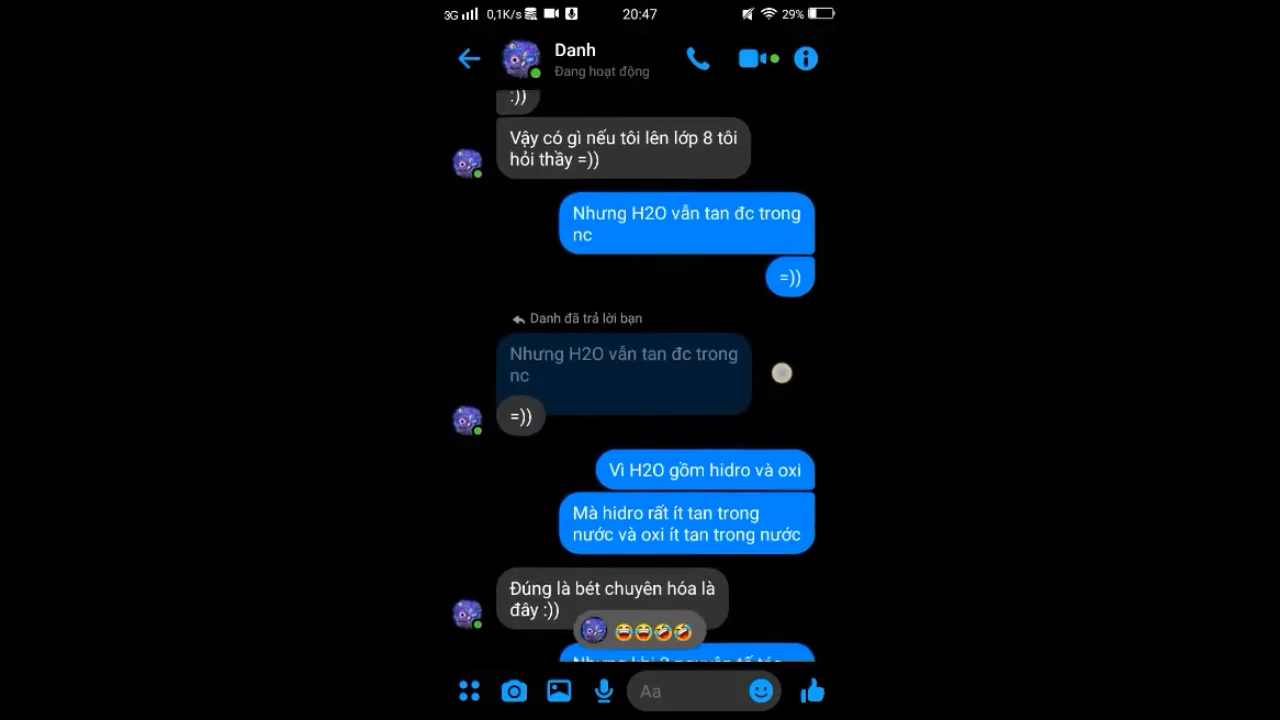 3G 0,1K/s 20:47 29%
Danh
Đang hoạt động
:))
Vậy có gì nếu tôi lên lớp 8 tôi
hỏi thầy =))
Nhưng H2O vẫn tan đc trong
nc
=))
Danh đã trả lời bạn
Nhưng H2O vẫn tan đc trong
nc
=))
Vì H2O gồm hidro và oxi
Mà hidro rất ít tan trong
nước và oxi ít tan trong nước
Đúng là bét chuyên hóa là
đây :))
Aa